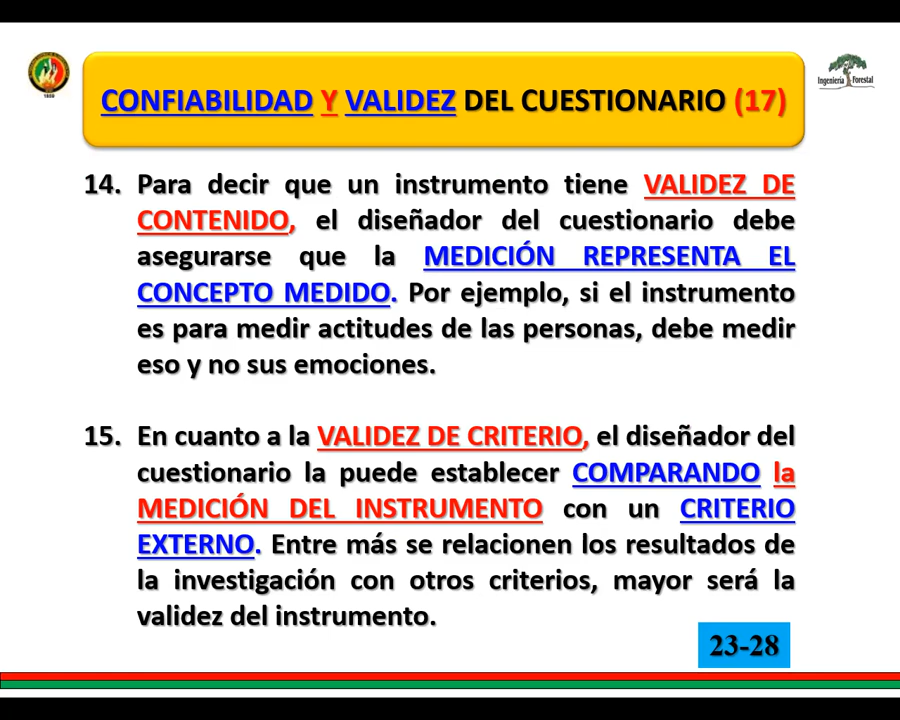 CONFIABILIDAD Y VALIDEZ DEL CUESTIONARIO (17)
Ingeniería Forestal
1859
14. Para decir que un instrumento tiene VALIDEZ DE
CONTENIDO, el diseñador del cuestionario debe
asegurarse que la MEDICIÓN REPRESENTA EL
CONCEPTO MEDIDO. Por ejemplo, si el instrumento
es para medir actitudes de las personas, debe medir
eso y no sus emociones.
15. En cuanto a la VALIDEZ DE CRITERIO, el diseñador del
cuestionario la puede establecer COMPARANDO la
MEDICIÓN DEL INSTRUMENTO con un CRITERIO
EXTERNO. Entre más se relacionen los resultados de
la investigación con otros criterios, mayor será la
validez del instrumento.
23-28